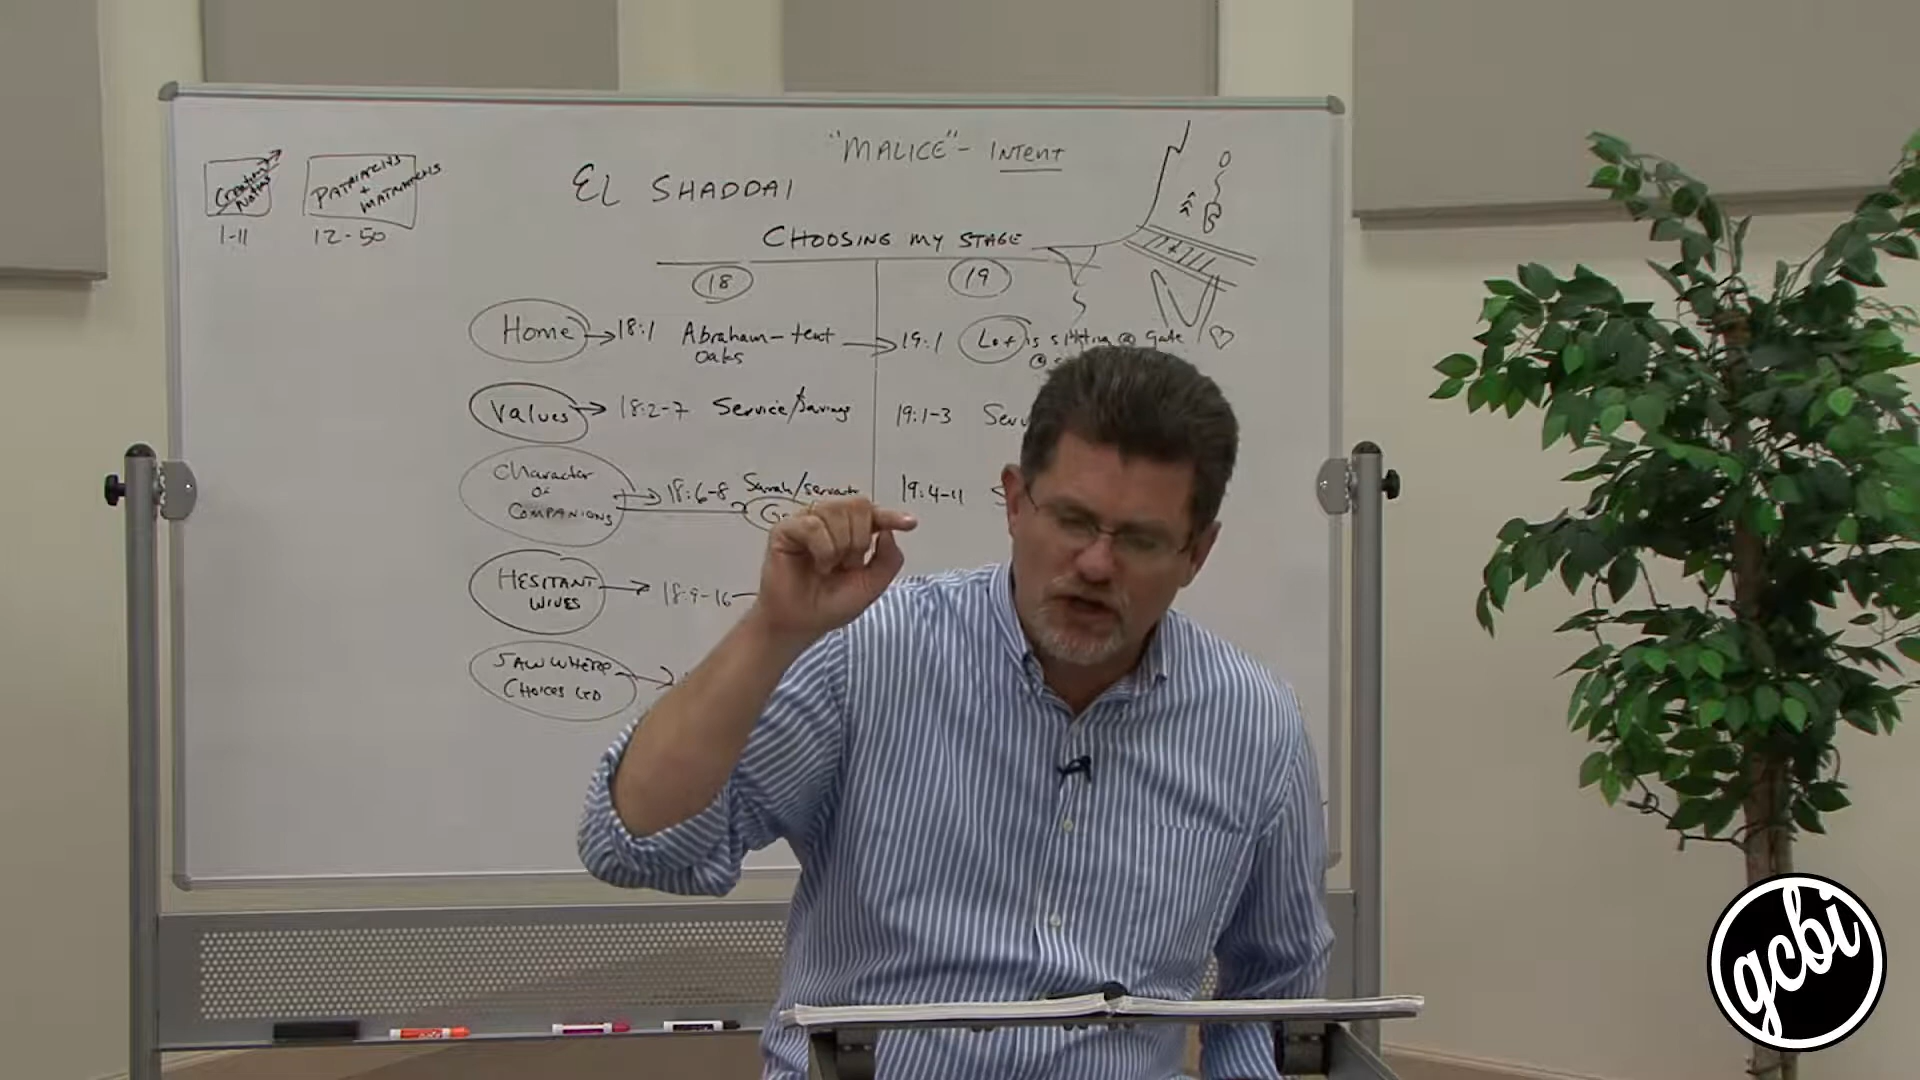 "MALICE" - INTENT
Creation
Nations
1-11
PATRIARCHS
+
MATRIARCHS
12-50
EL SHADDAI
CHOOSING MY STAGE
18
19
Home
18:1
Abraham - tent
oaks
19:1
Lot is sitting @ Gate
@
Values
18:2-7
Service/Savings
19:1-3
Character
OF
COMPANIONS
18:6-8
Sarah/servant
19:4-11
HESITANT
WIVES
18:9-16
SAW WHERE
CHOICES GO
gcbi